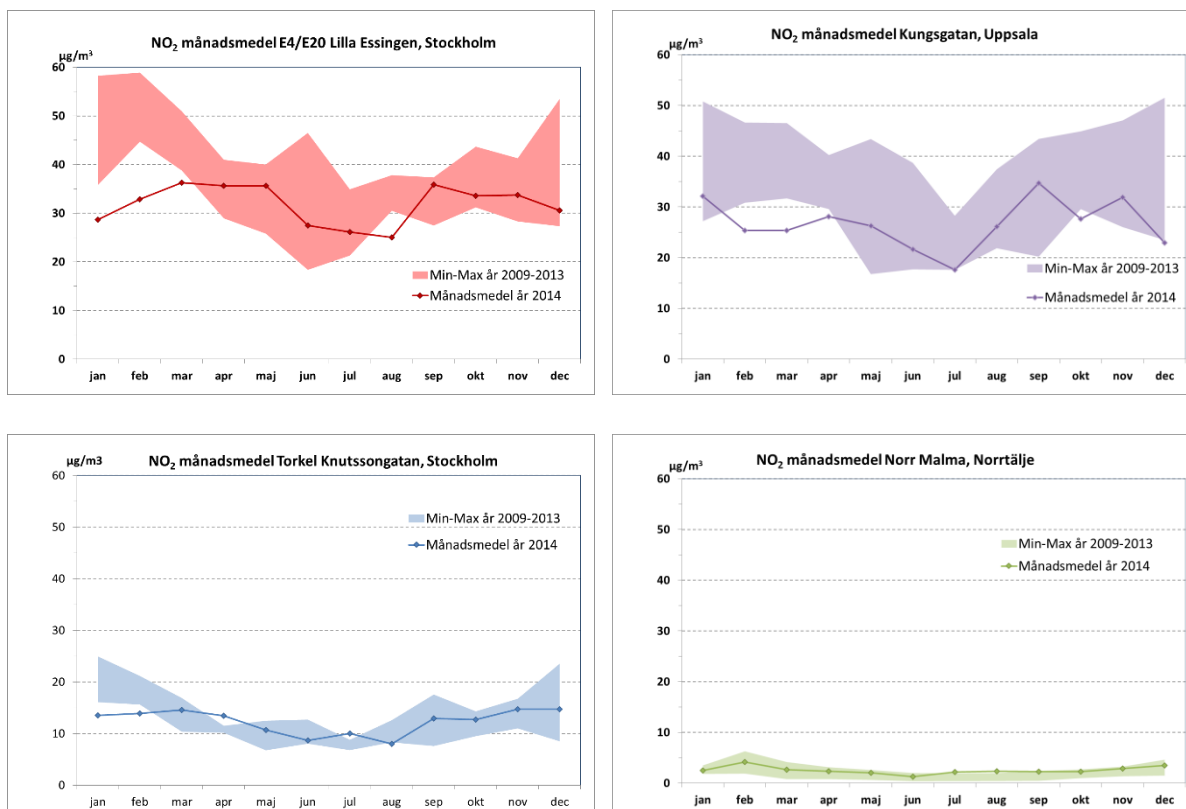 NO₂ månadsmedel E4/E20 Lilla Essingen, Stockholm
µg/m³
60
50
40
30
20
10
0
Min-Max år 2009-2013
Månadsmedel år 2014
jan feb mar apr maj jun jul aug sep okt nov dec
NO₂ månadsmedel Kungsgatan, Uppsala
µg/m³
60
50
40
30
20
10
0
Min-Max år 2009-2013
Månadsmedel år 2014
jan feb mar apr maj jun jul aug sep okt nov dec
NO₂ månadsmedel Torkel Knutssongatan, Stockholm
µg/m3
60
50
40
30
20
10
0
Min-Max år 2009-2013
Månadsmedel år 2014
jan feb mar apr maj jun jul aug sep okt nov dec
NO₂ månadsmedel Norr Malma, Norrtälje
µg/m³
60
50
40
30
20
10
0
Min-Max år 2009-2013
Månadsmedel år 2014
jan feb mar apr maj jun jul aug sep okt nov dec